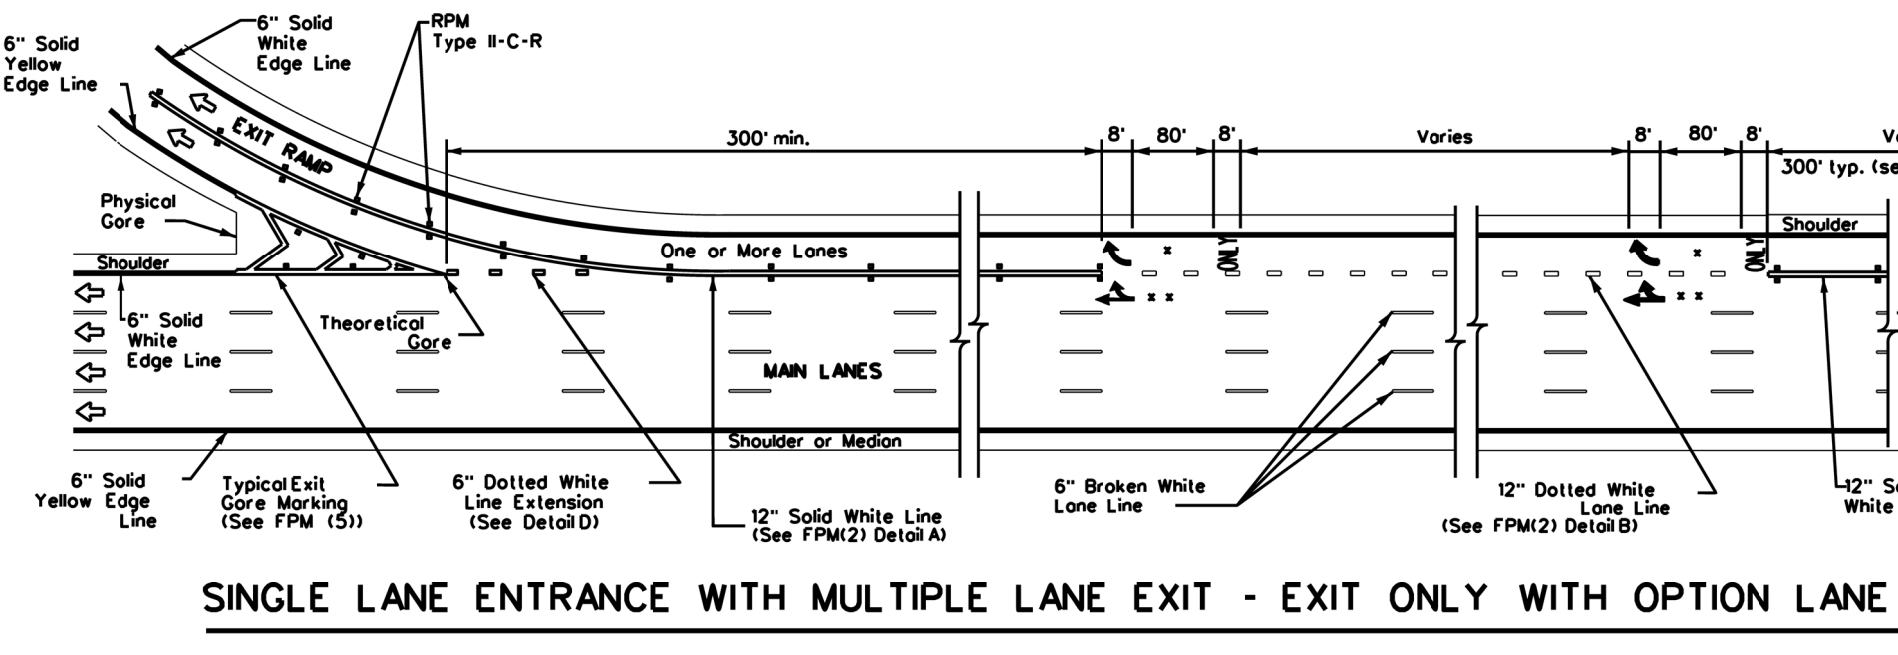 6" Solid
White
Edge Line
RPM
Type II-C-R
6" Solid
Yellow
Edge Line
EXIT RAMP
300' min.
8'
80'
8'
Varies
8'
80'
8'
300' typ. (se
Physical
Gore
Shoulder
One or More Lanes
ONLY
ONLY
Shoulder
6" Solid
White
Edge Line
Theoretical
Gore
MAIN LANES
Shoulder or Median
6" Solid
Yellow Edge
Line
Typical Exit
Gore Marking
(See FPM (5))
6" Dotted White
Line Extension
(See Detail D)
12" Solid White Line
(See FPM(2) Detail A)
6" Broken White
Lane Line
12" Dotted White
Lane Line
(See FPM(2) Detail B)
12" So
White
SINGLE LANE ENTRANCE WITH MULTIPLE LANE EXIT - EXIT ONLY WITH OPTION LANE